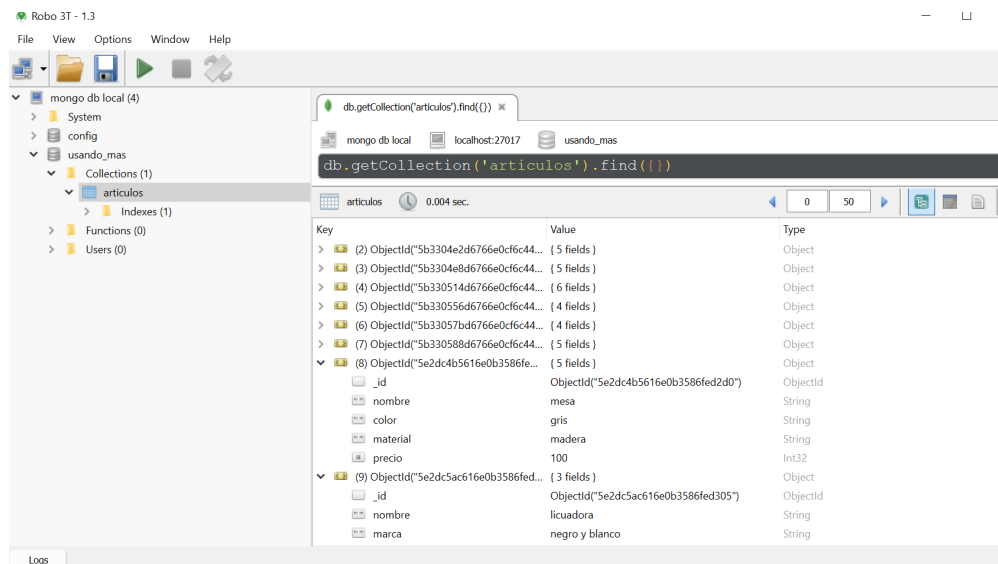 Robo 3T - 1.3
File View Options Window Help
mongo db local (4)
System
config
usando_mas
Collections (1)
articulos
Indexes (1)
Functions (0)
Users (0)
db.getCollection('articulos').find({})
mongo db local localhost:27017 usando_mas
db.getCollection('articulos').find({})
articulos 0.004 sec. 0 50
Key Value Type
(2) ObjectId("5b3304e2d6766e0cf6c44... { 5 fields } Object
(3) ObjectId("5b3304e8d6766e0cf6c44... { 5 fields } Object
(4) ObjectId("5b330514d6766e0cf6c44... { 6 fields } Object
(5) ObjectId("5b330556d6766e0cf6c44... { 4 fields } Object
(6) ObjectId("5b33057bd6766e0cf6c44... { 4 fields } Object
(7) ObjectId("5b330588d6766e0cf6c44... { 5 fields } Object
(8) ObjectId("5e2dc4b5616e0b3586fe... { 5 fields } Object
_id ObjectId("5e2dc4b5616e0b3586fed2d0") ObjectId
nombre mesa String
color gris String
material madera String
precio 100 Int32
(9) ObjectId("5e2dc5ac616e0b3586fed... { 3 fields } Object
_id ObjectId("5e2dc5ac616e0b3586fed305") ObjectId
nombre licuadora String
marca negro y blanco String
Logs